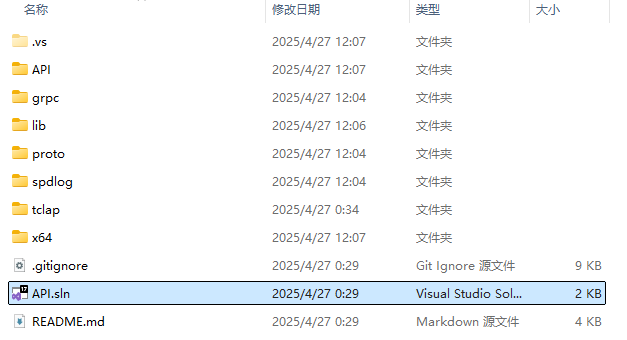 名称 修改日期 类型 大小
.vs 2025/4/27 12:07 文件夹
API 2025/4/27 12:07 文件夹
grpc 2025/4/27 12:04 文件夹
lib 2025/4/27 12:06 文件夹
proto 2025/4/27 12:04 文件夹
spdlog 2025/4/27 12:04 文件夹
tclap 2025/4/27 0:34 文件夹
x64 2025/4/27 12:07 文件夹
.gitignore 2025/4/27 0:29 Git Ignore 源文件 9 KB
API.sln 2025/4/27 0:29 Visual Studio Sol... 2 KB
README.md 2025/4/27 0:29 Markdown 源文件 4 KB